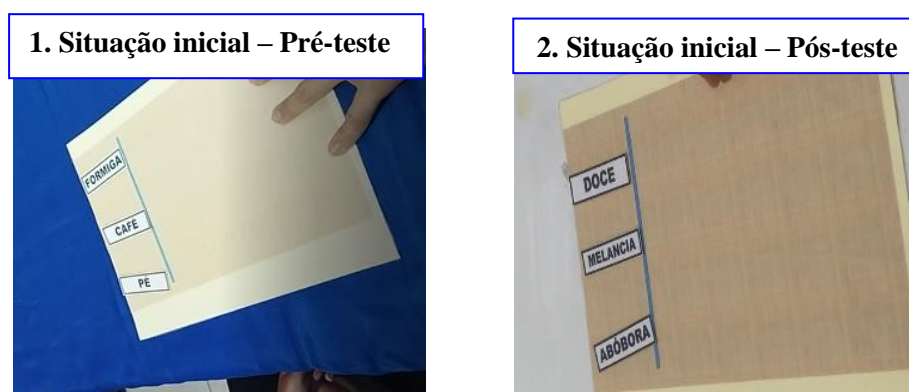 1. Situação inicial – Pré-teste
FORMIGA
CAFÉ
PÉ
2. Situação inicial – Pós-teste
DOCE
MELANCIA
ABÓBORA